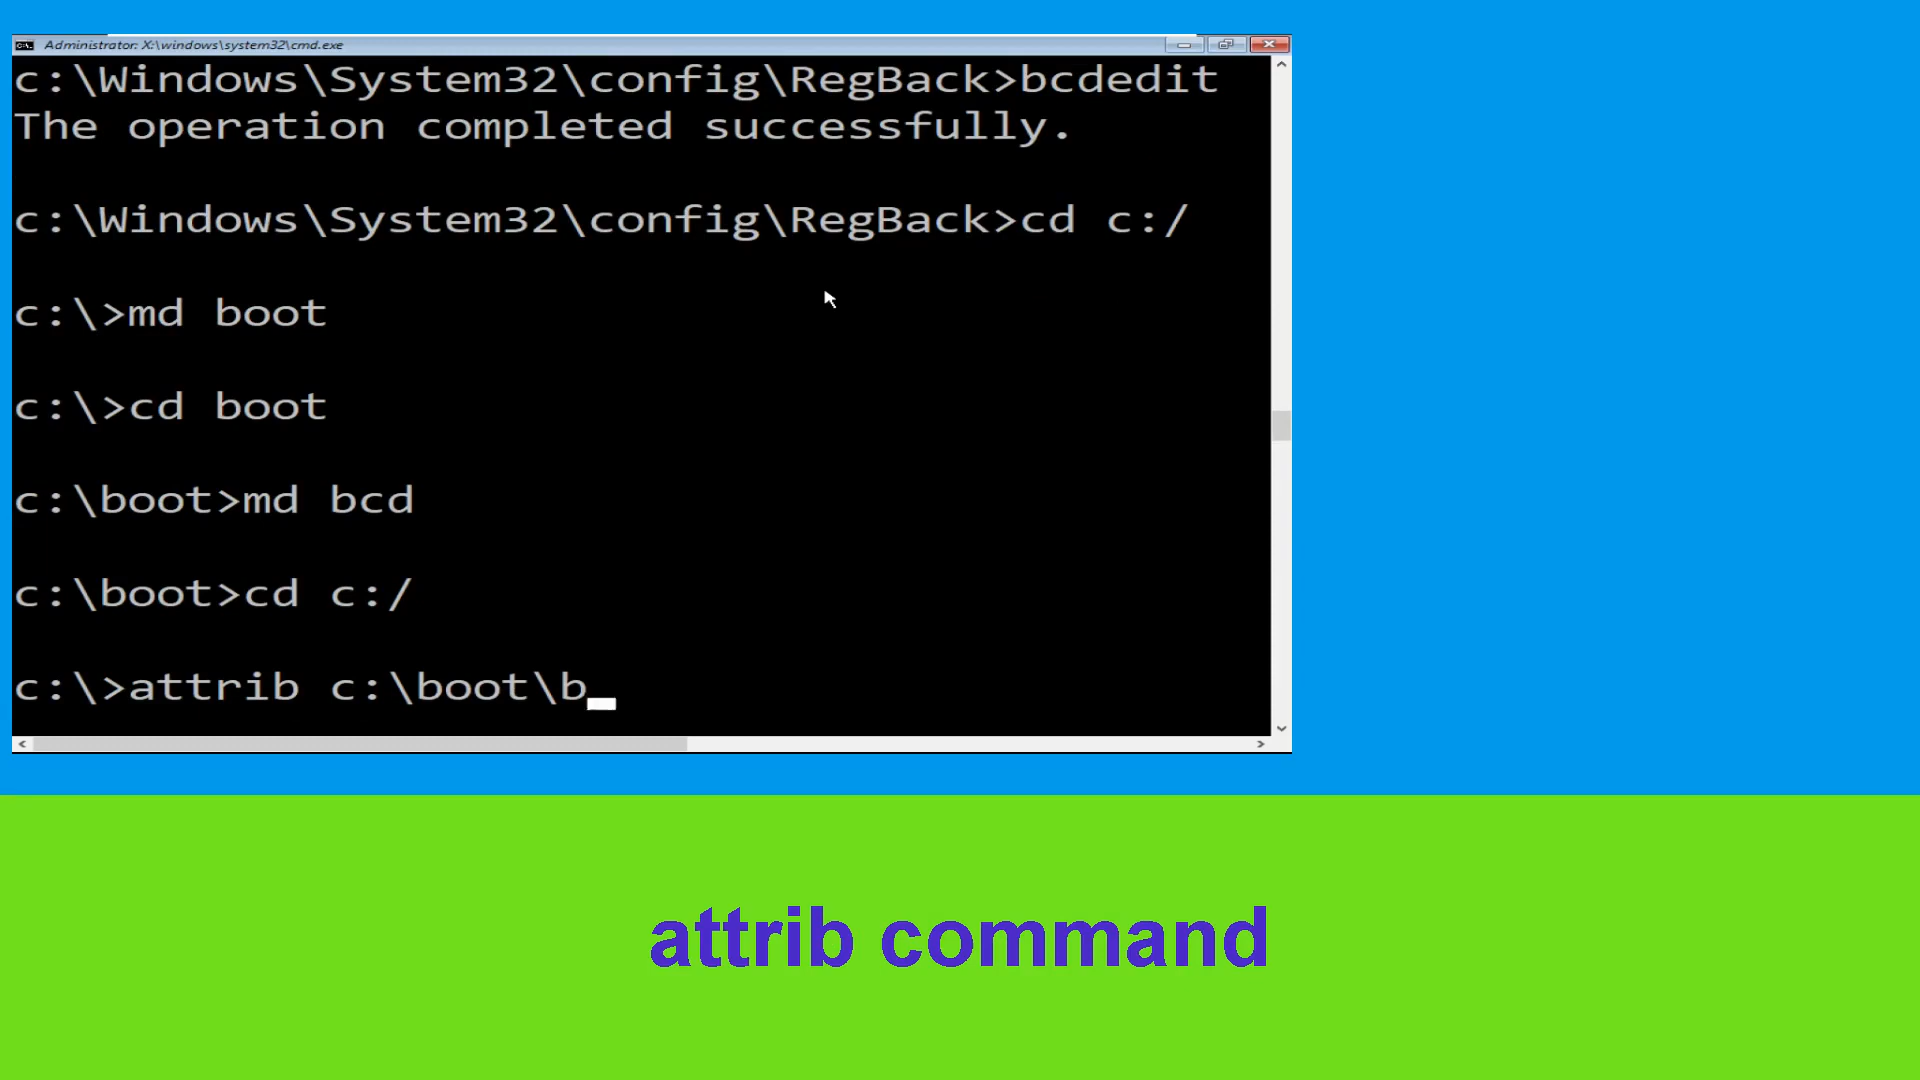 Administrator: X:\windows\system32\cmd.exe
c:\Windows\System32\config\RegBack>bcdedit
The operation completed successfully.
c:\Windows\System32\config\RegBack>cd c:/
c:\>md boot
c:\>cd boot
c:\boot>md bcd
c:\boot>cd c:/
c:\>attrib c:\boot\b_
attrib command